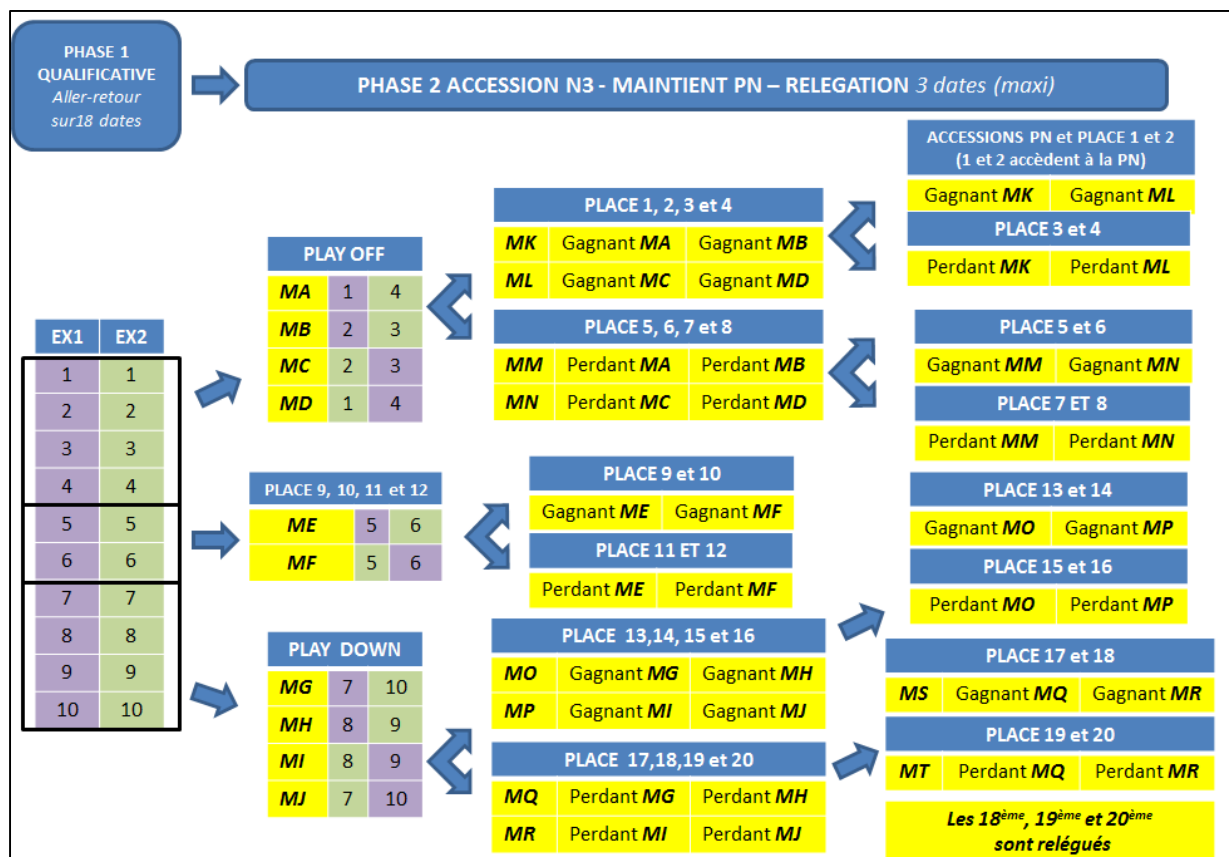 PHASE 1
QUALIFICATIVE
Aller-retour
sur18 dates
PHASE 2 ACCESSION N3 - MAINTIENT PN – RELEGATION 3 dates (maxi)
EX1 EX2
1 1
2 2
3 3
4 4
5 5
6 6
7 7
8 8
9 9
10 10
PLAY OFF
MA 1 4
MB 2 3
MC 2 3
MD 1 4
PLACE 1, 2, 3 et 4
MK Gagnant MA Gagnant MB
ML Gagnant MC Gagnant MD
PLACE 5, 6, 7 et 8
MM Perdant MA Perdant MB
MN Perdant MC Perdant MD
ACCESSIONS PN et PLACE 1 et 2
(1 et 2 accèdent à la PN)
Gagnant MK Gagnant ML
PLACE 3 et 4
Perdant MK Perdant ML
PLACE 5 et 6
Gagnant MM Gagnant MN
PLACE 7 ET 8
Perdant MM Perdant MN
PLACE 9, 10, 11 et 12
ME 5 6
MF 5 6
PLACE 9 et 10
Gagnant ME Gagnant MF
PLACE 11 ET 12
Perdant ME Perdant MF
PLAY DOWN
MG 7 10
MH 8 9
MI 8 9
MJ 7 10
PLACE 13,14, 15 et 16
MO Gagnant MG Gagnant MH
MP Gagnant MI Gagnant MJ
PLACE 17,18,19 et 20
MQ Perdant MG Perdant MH
MR Perdant MI Perdant MJ
PLACE 13 et 14
Gagnant MO Gagnant MP
PLACE 15 et 16
Perdant MO Perdant MP
PLACE 17 et 18
MS Gagnant MQ Gagnant MR
PLACE 19 et 20
MT Perdant MQ Perdant MR
Les 18ème, 19ème et 20ème
sont relégués